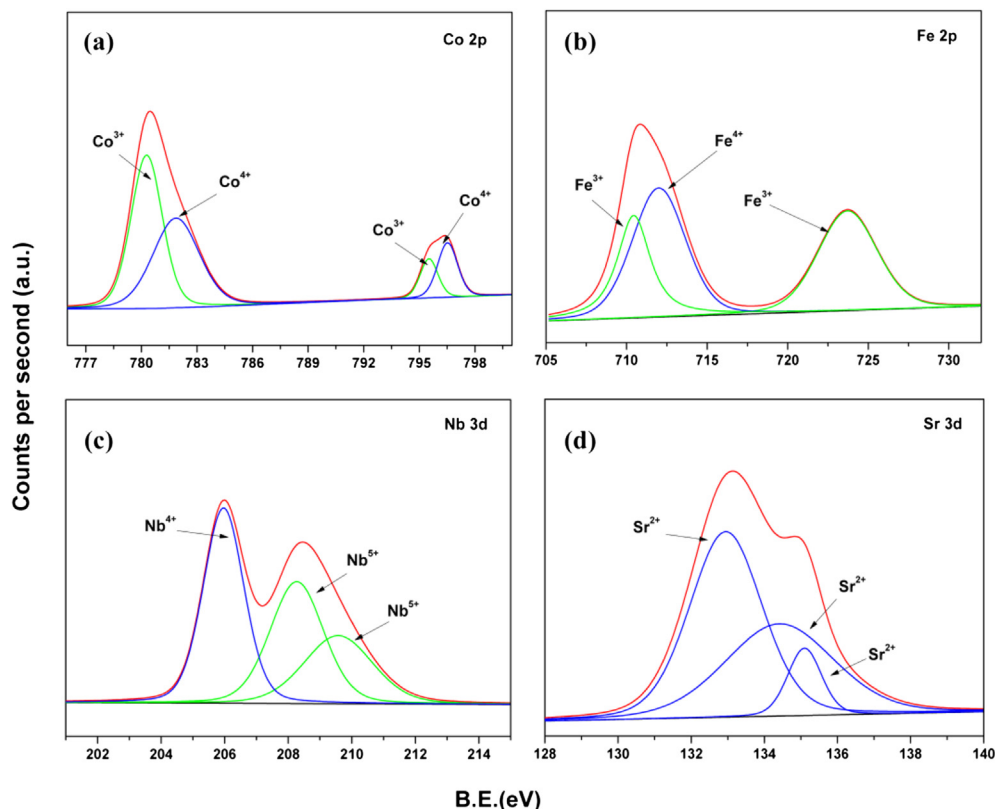 (a)
Co 2p
Co³⁺
Co⁴⁺
Co³⁺
Co⁴⁺
777 780 783 786 789 792 795 798
(b)
Fe 2p
Fe³⁺
Fe⁴⁺
Fe³⁺
705 710 715 720 725 730
Counts per second (a.u.)
(c)
Nb 3d
Nb⁴⁺
Nb⁵⁺
Nb⁵⁺
202 204 206 208 210 212 214
(d)
Sr 3d
Sr²⁺
Sr²⁺
Sr²⁺
128 130 132 134 136 138 140
B.E.(eV)